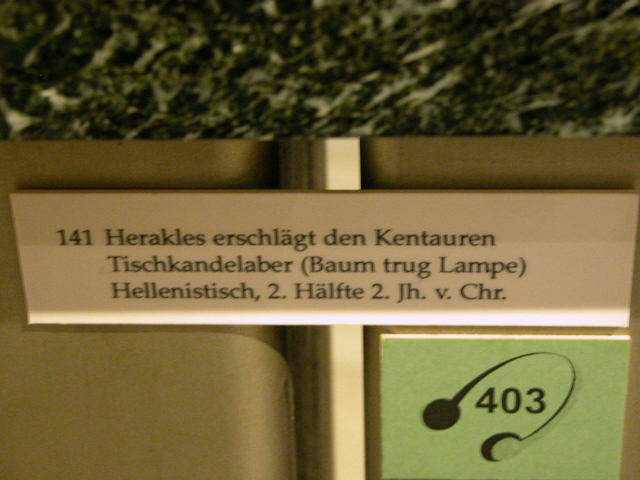 141 Herakles erschlägt den Kentauren
Tischkandelaber (Baum trug Lampe)
Hellenistisch, 2. Hälfte 2. Jh. v. Chr.
403